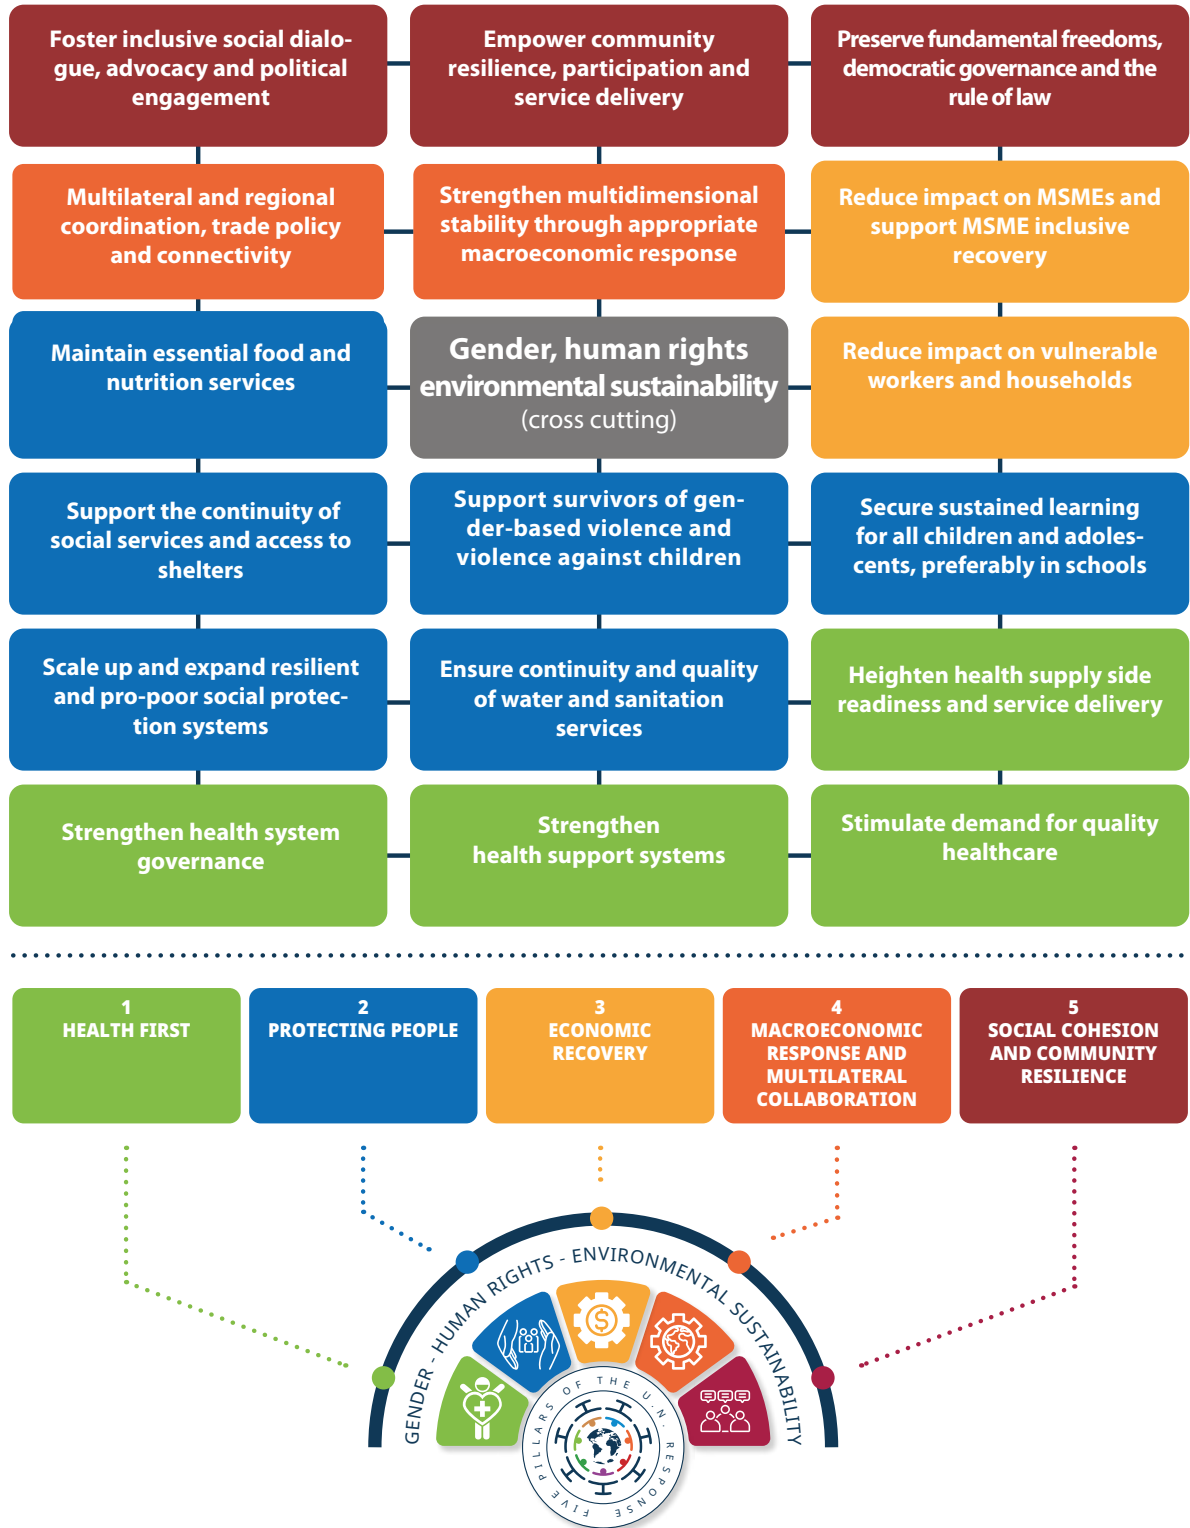 Foster inclusive social dialo-
gue, advocacy and political
engagement
Empower community
resilience, participation and
service delivery
Preserve fundamental freedoms,
democratic governance and the
rule of law
Multilateral and regional
coordination, trade policy
and connectivity
Strengthen multidimensional
stability through appropriate
macroeconomic response
Reduce impact on MSMEs and
support MSME inclusive
recovery
Maintain essential food and
nutrition services
Gender, human rights
environmental sustainability
(cross cutting)
Reduce impact on vulnerable
workers and households
Support the continuity of
social services and access to
shelters
Support survivors of gen-
der-based violence and
violence against children
Secure sustained learning
for all children and adoles-
cents, preferably in schools
Scale up and expand resilient
and pro-poor social protec-
tion systems
Ensure continuity and quality
of water and sanitation
services
Heighten health supply side
readiness and service delivery
Strengthen health system
governance
Strengthen
health support systems
Stimulate demand for quality
healthcare
1
HEALTH FIRST
2
PROTECTING PEOPLE
3
ECONOMIC
RECOVERY
4
MACROECONOMIC
RESPONSE AND
MULTILATERAL
COLLABORATION
5
SOCIAL COHESION
AND COMMUNITY
RESILIENCE
GENDER - HUMAN RIGHTS - ENVIRONMENTAL SUSTAINABILITY
$
FIVE PILLARS OF THE U.N. RESPONSE